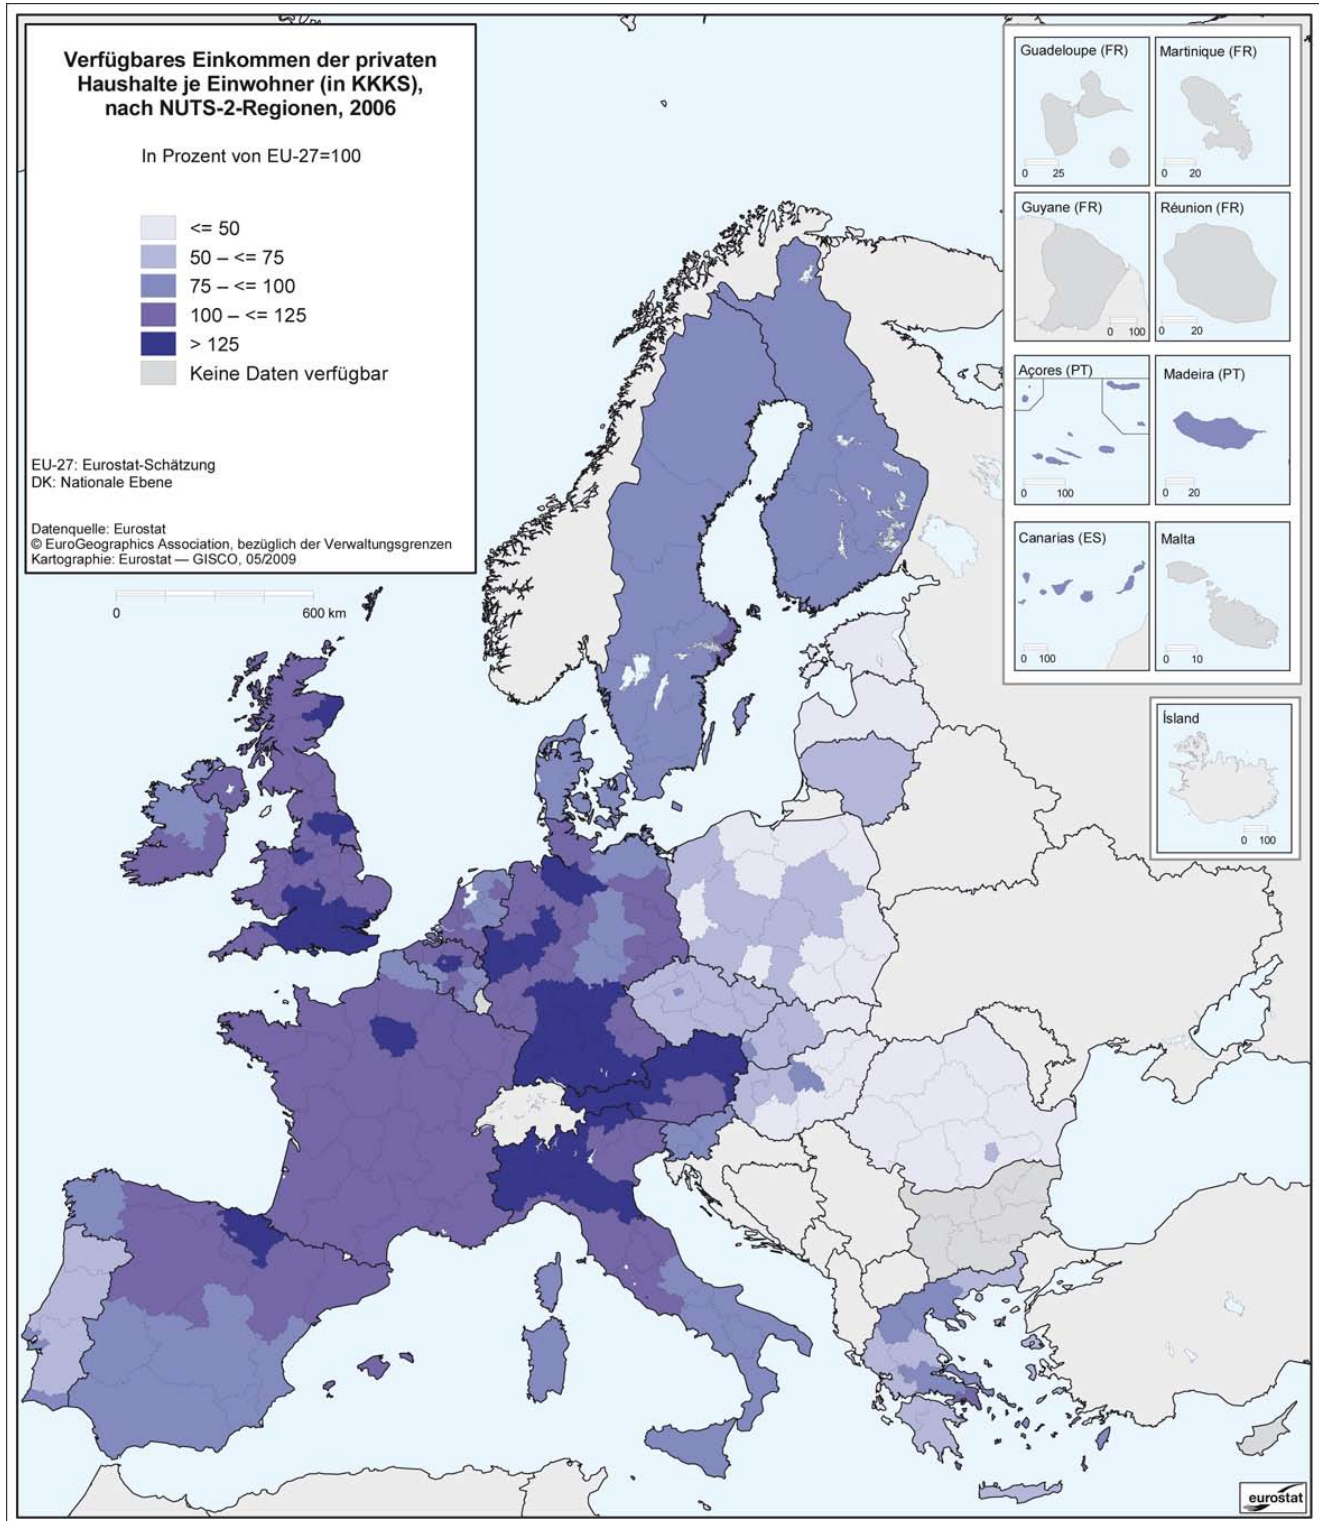 Verfügbares Einkommen der privaten
Haushalte je Einwohner (in KKKS),
nach NUTS-2-Regionen, 2006
In Prozent von EU-27=100
<= 50
50 – <= 75
75 – <= 100
100 – <= 125
> 125
Keine Daten verfügbar
EU-27: Eurostat-Schätzung
DK: Nationale Ebene
Datenquelle: Eurostat
© EuroGeographics Association, bezüglich der Verwaltungsgrenzen
Kartographie: Eurostat — GISCO, 05/2009
0 600 km
Guadeloupe (FR)
0 25
Martinique (FR)
0 20
Guyane (FR)
0 100
Réunion (FR)
0 20
Açores (PT)
0 100
Madeira (PT)
0 20
Canarias (ES)
0 100
Malta
0 10
Ísland
0 100
eurostat